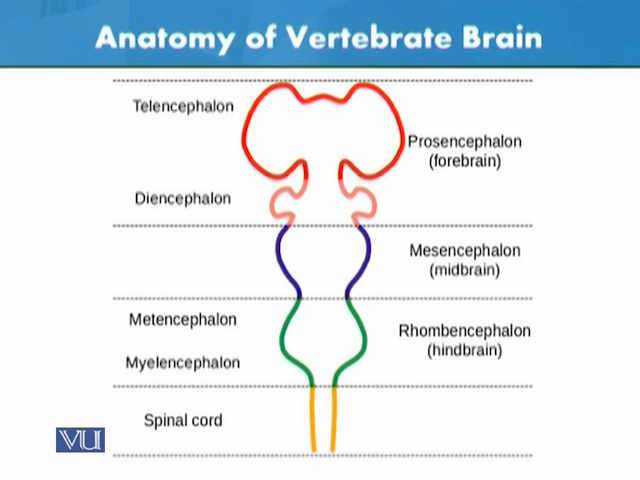 Anatomy of Vertebrate Brain
Telencephalon
Prosencephalon
(forebrain)
Diencephalon
Mesencephalon
(midbrain)
Metencephalon
Rhombencephalon
(hindbrain)
Myelencephalon
Spinal cord
VU